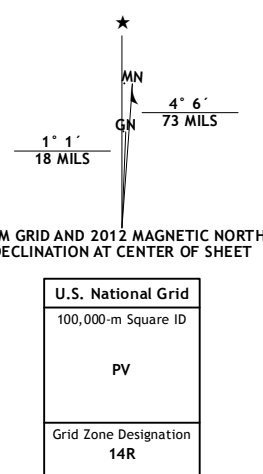 MN
4° 6´
73 MILS
GN
1° 1´
18 MILS
M GRID AND 2012 MAGNETIC NORTH
DECLINATION AT CENTER OF SHEET
U.S. National Grid
100,000-m Square ID
PV
Grid Zone Designation
14R